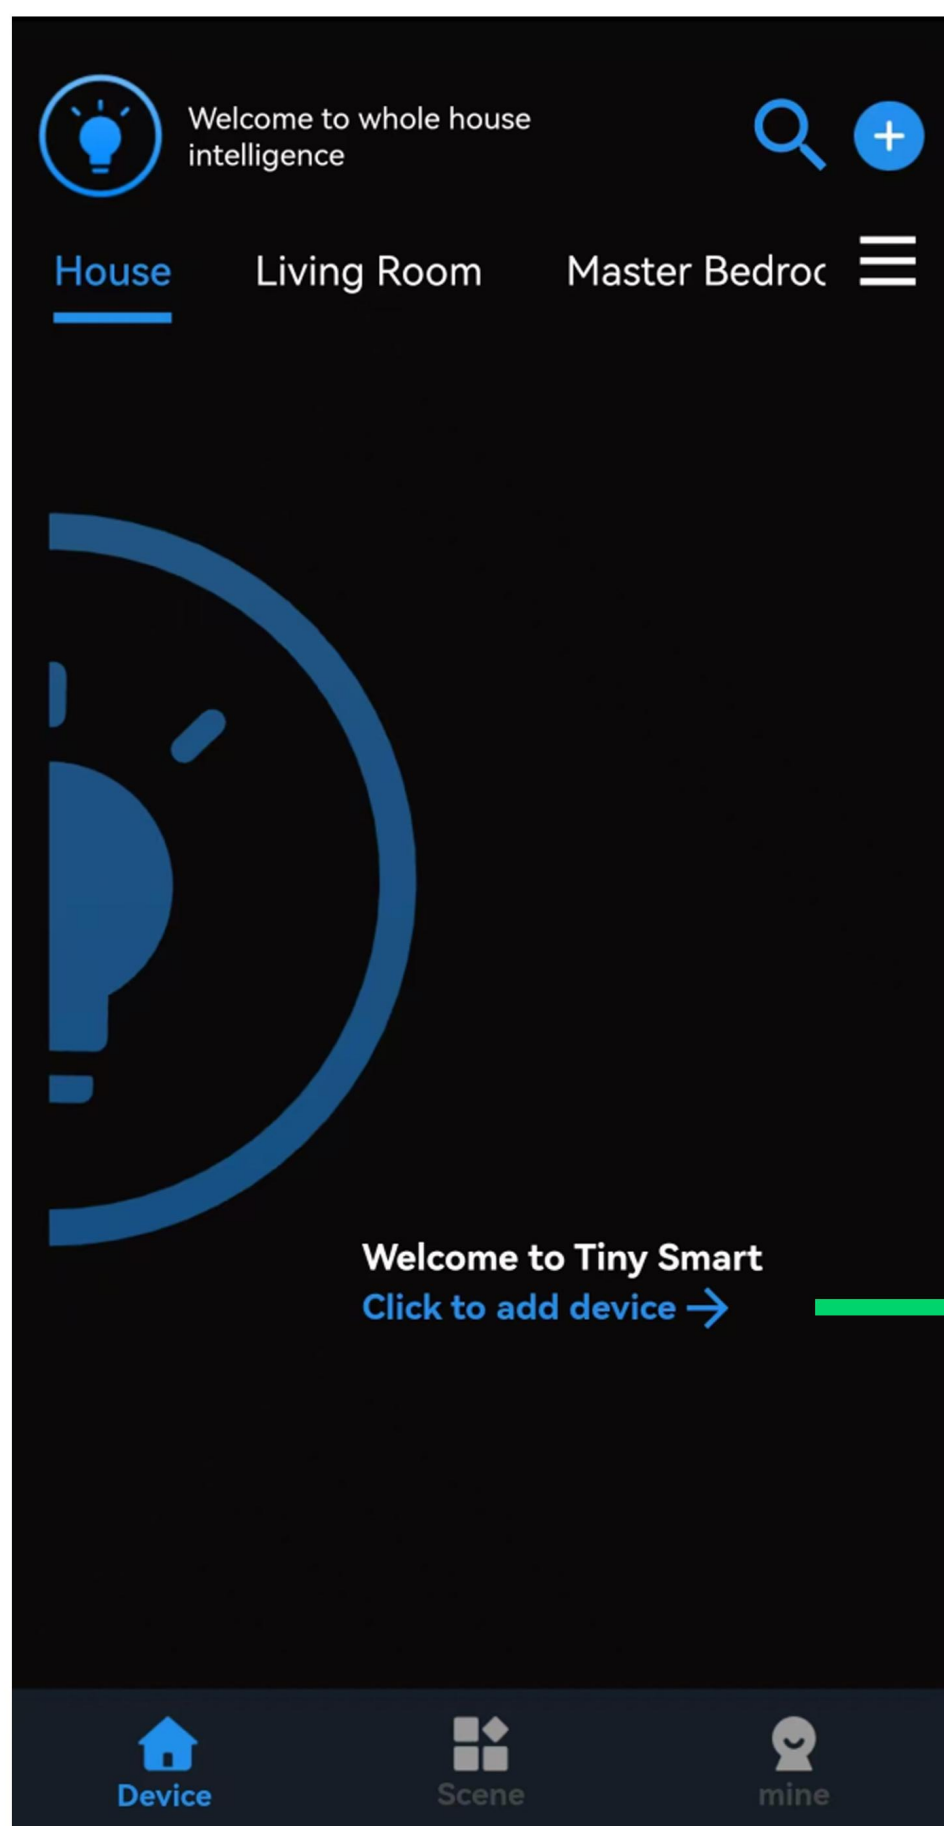 Welcome to whole house
intelligence
House
Living Room
Master Bedroo
Welcome to Tiny Smart
Click to add device
Device
Scene
mine